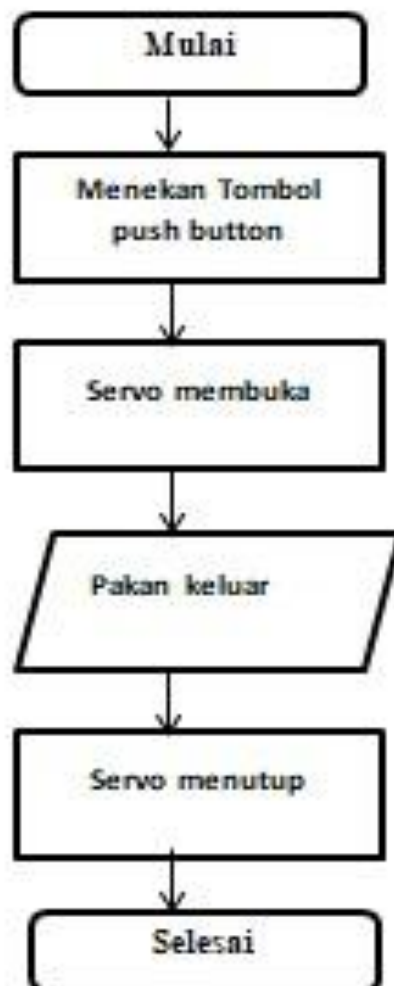 Mulai
Menekan Tombol
push button
Servo membuka
Pakan keluar
Servo menutup
Selesai